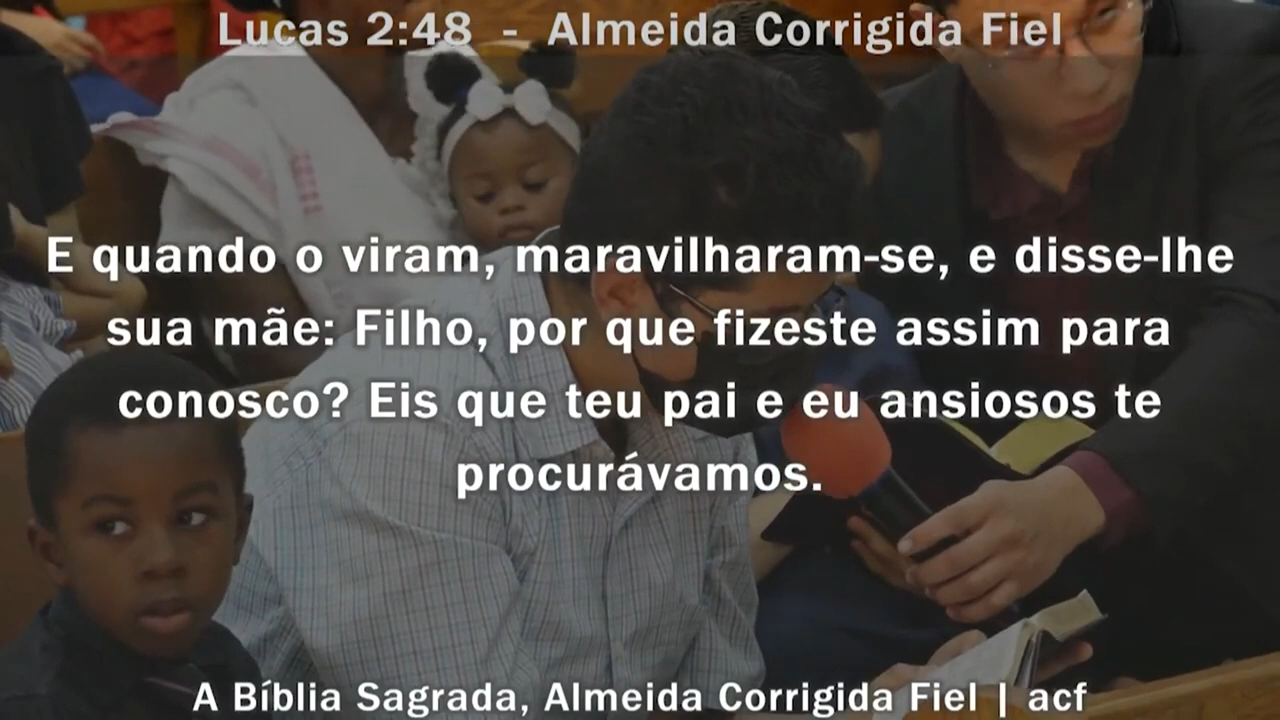 Lucas 2:48 - Almeida Corrigida Fiel
E quando o viram, maravilharam-se, e disse-lhe
sua mãe: Filho, por que fizeste assim para
conosco? Eis que teu pai e eu ansiosos te
procurávamos.
A Bíblia Sagrada, Almeida Corrigida Fiel | acf